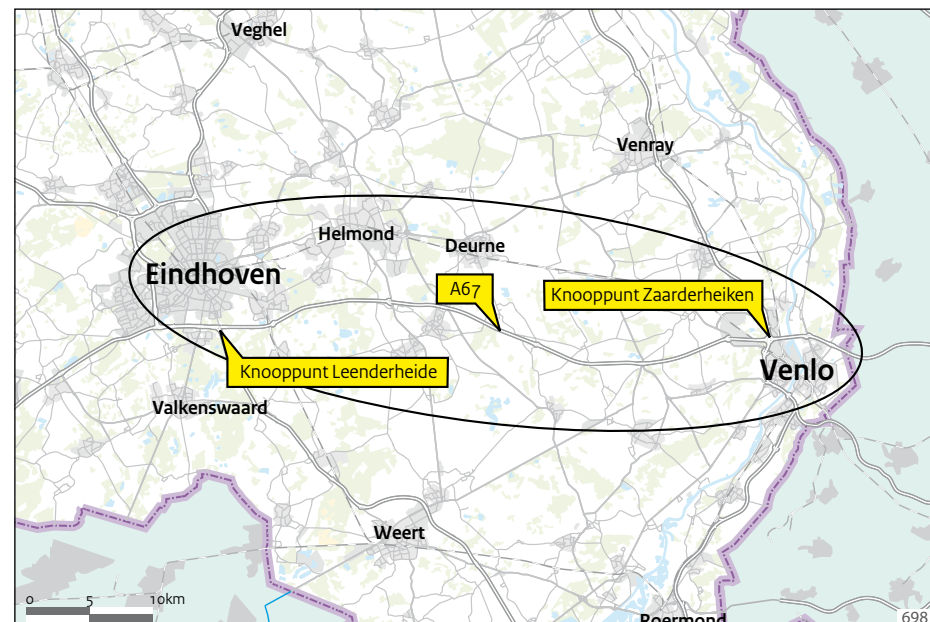 Veghel
Venray
Helmond
Deurne
Eindhoven
A67
Knooppunt Zaarderheiken
Knooppunt Leenderheide
Venlo
Valkenswaard
Weert
0 5 10km
Roermond
698